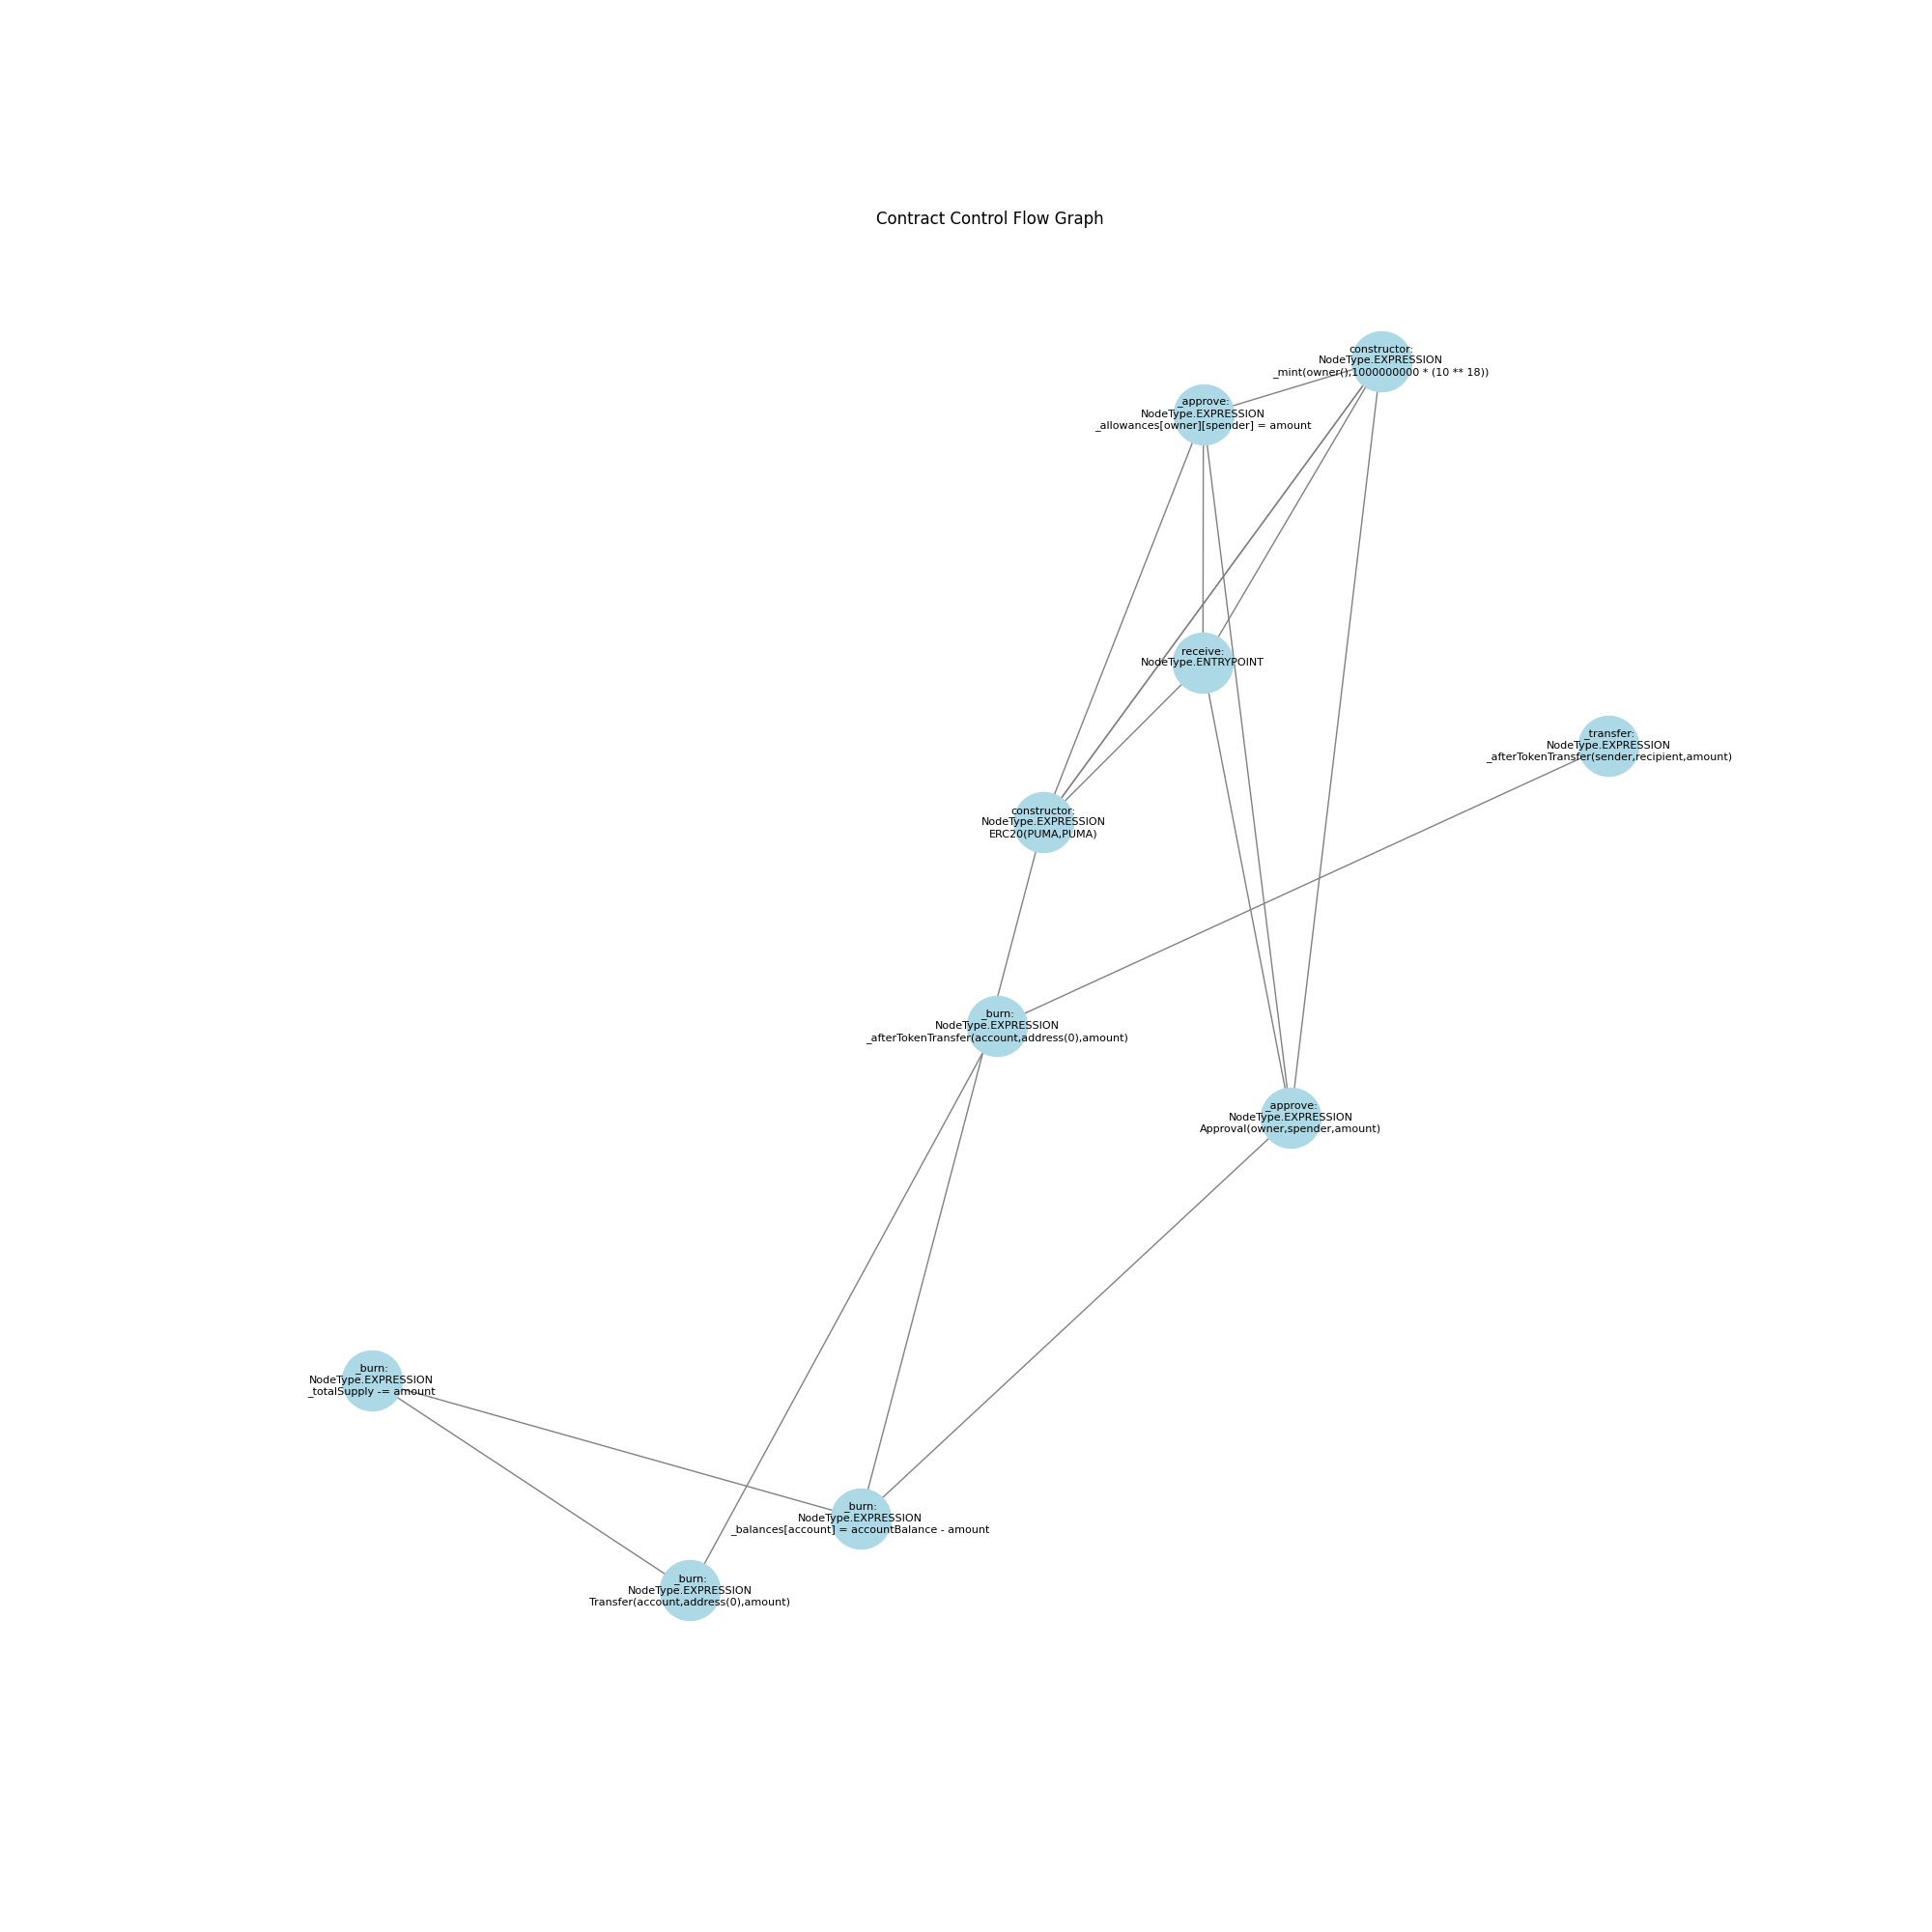 Contract Control Flow Graph
constructor:
NodeType.EXPRESSION
_mint(owner(),1000000000 * (10 ** 18))
_approve:
NodeType.EXPRESSION
_allowances[owner][spender] = amount
receive:
NodeType.ENTRYPOINT
_transfer:
NodeType.EXPRESSION
_afterTokenTransfer(sender,recipient,amount)
constructor:
NodeType.EXPRESSION
ERC20(PUMA,PUMA)
_burn:
NodeType.EXPRESSION
_afterTokenTransfer(account,address(0),amount)
_approve:
NodeType.EXPRESSION
Approval(owner,spender,amount)
_burn:
NodeType.EXPRESSION
_totalSupply -= amount
_burn:
NodeType.EXPRESSION
_balances[account] = accountBalance - amount
_burn:
NodeType.EXPRESSION
Transfer(account,address(0),amount)